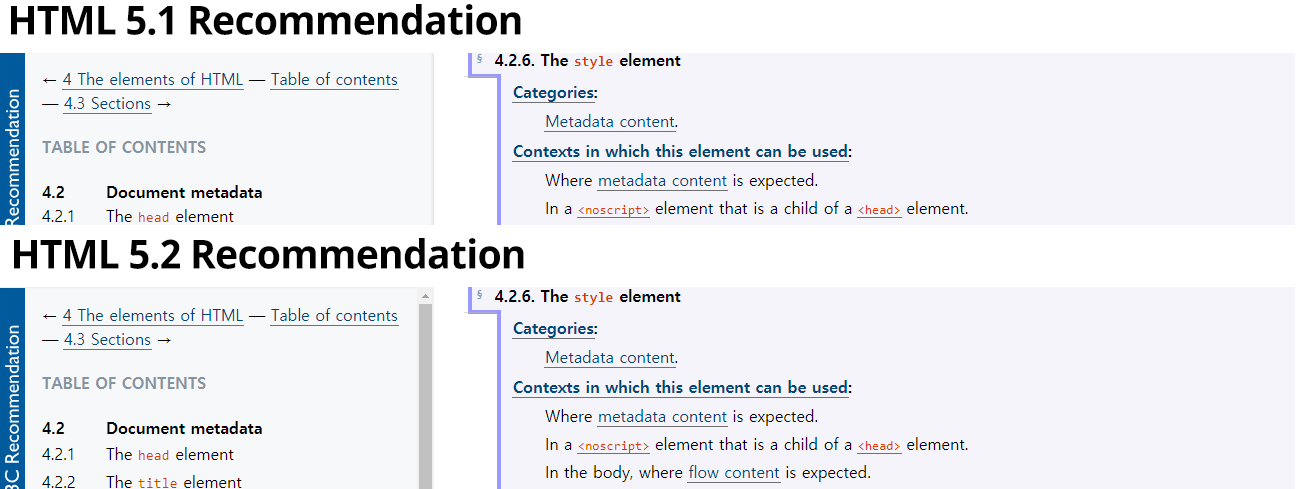 HTML 5.1 Recommendation
Recommendation
← 4 The elements of HTML — Table of contents
— 4.3 Sections →
TABLE OF CONTENTS
4.2 Document metadata
4.2.1 The head element
§ 4.2.6. The style element
Categories:
Metadata content.
Contexts in which this element can be used:
Where metadata content is expected.
In a <noscript> element that is a child of a <head> element.
HTML 5.2 Recommendation
Recommendation
← 4 The elements of HTML — Table of contents
— 4.3 Sections →
TABLE OF CONTENTS
4.2 Document metadata
4.2.1 The head element
4.2.2 The title element
§ 4.2.6. The style element
Categories:
Metadata content.
Contexts in which this element can be used:
Where metadata content is expected.
In a <noscript> element that is a child of a <head> element.
In the body, where flow content is expected.